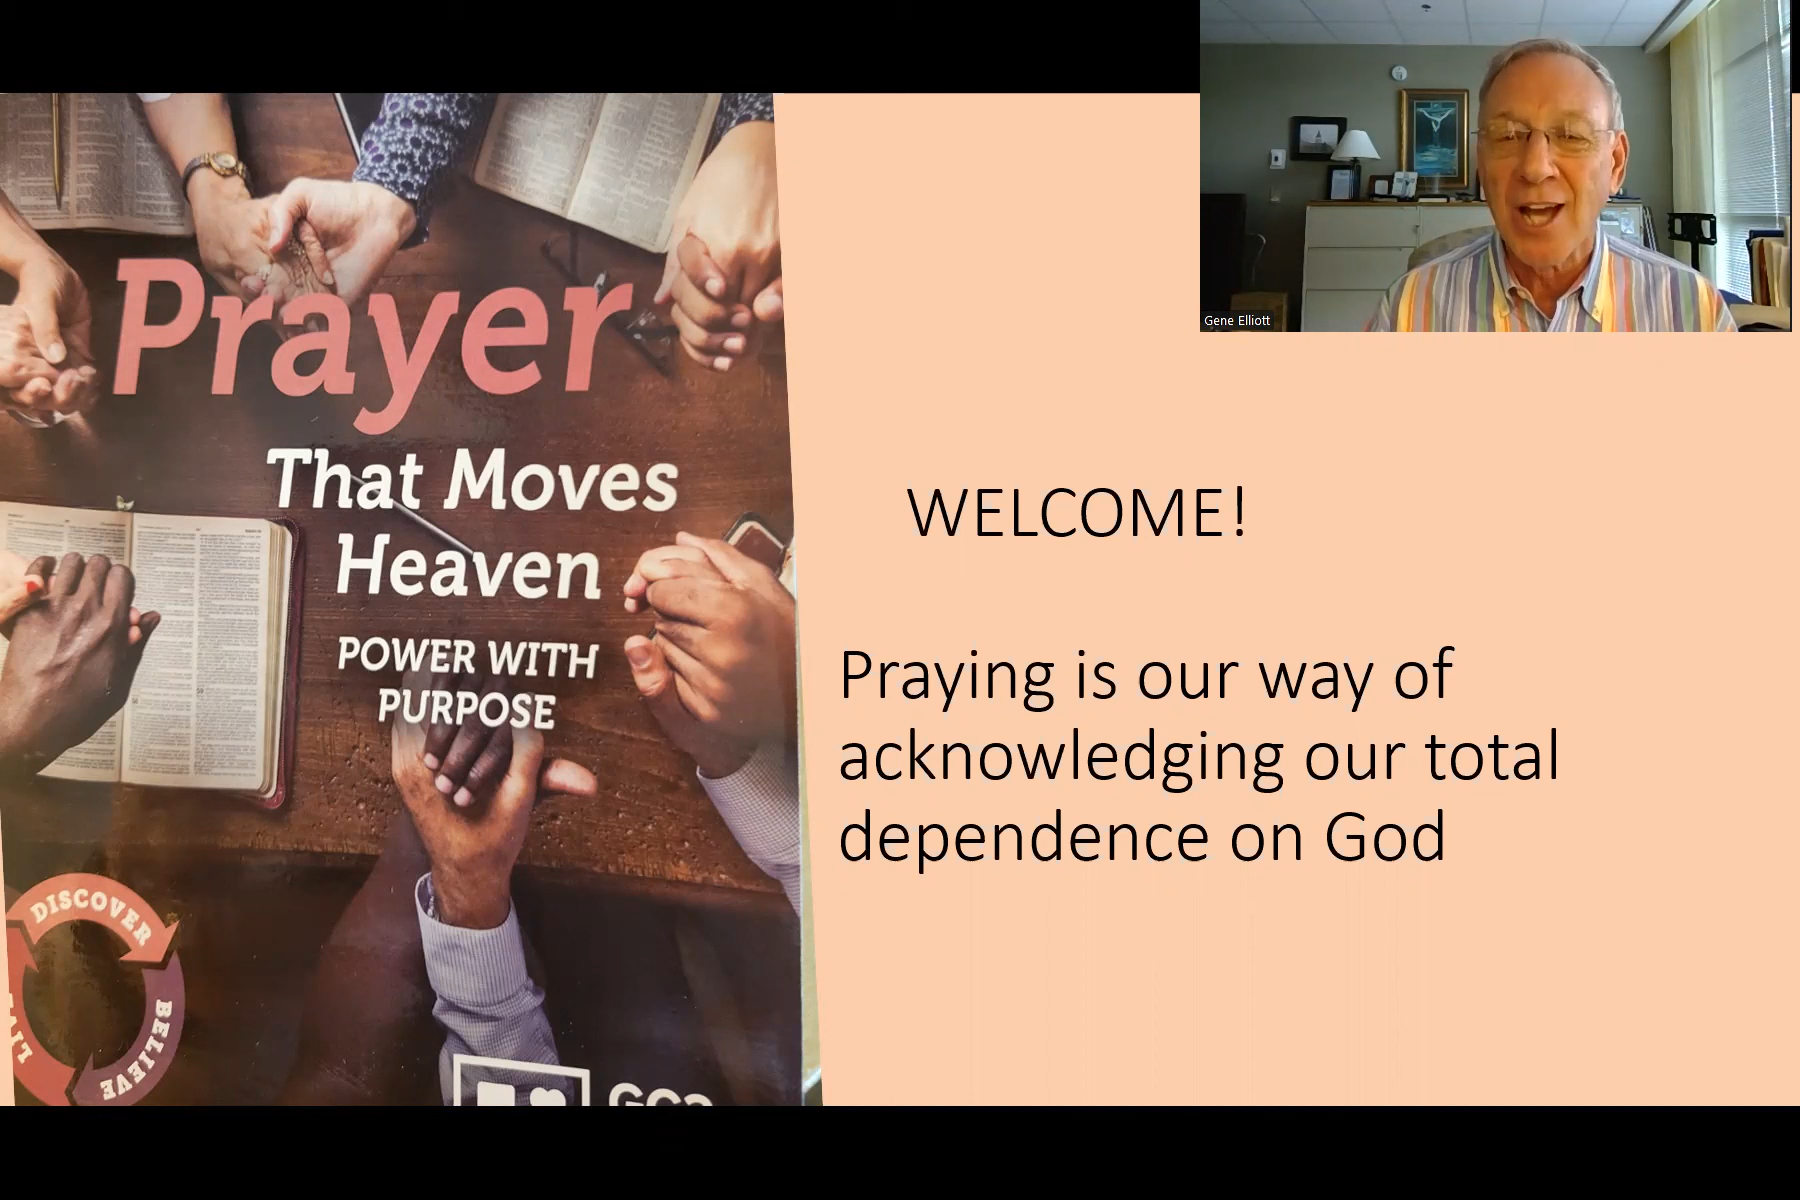 Gene Elliott
Prayer
That Moves
Heaven
POWER WITH
PURPOSE
DISCOVER
BELIEVE
WELCOME!
Praying is our way of
acknowledging our total
dependence on God